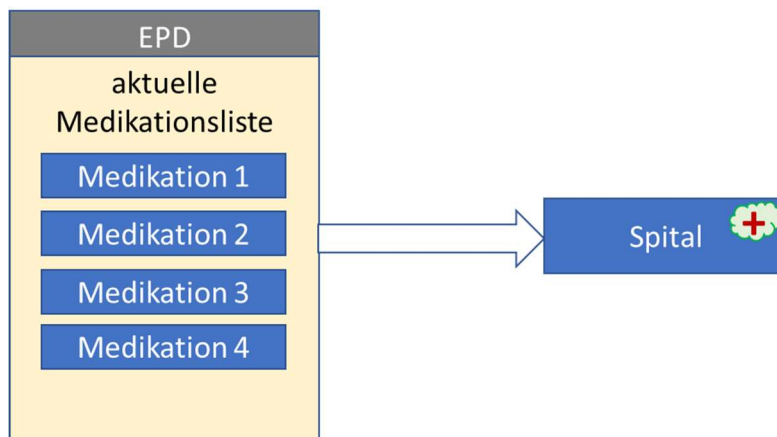 EPD
aktuelle
Medikationsliste
Medikation 1
Medikation 2
Medikation 3
Medikation 4
Spital